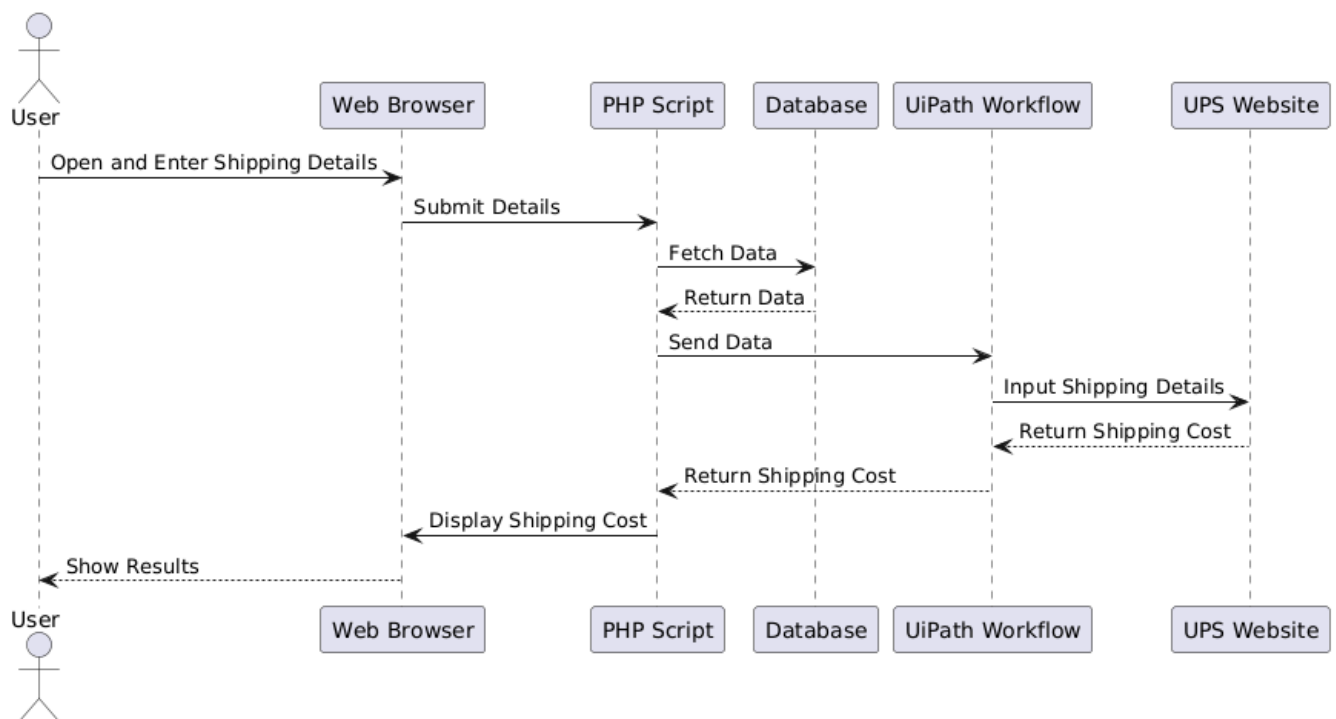 User
Web Browser
PHP Script
Database
UiPath Workflow
UPS Website
Open and Enter Shipping Details
Submit Details
Fetch Data
Return Data
Send Data
Input Shipping Details
Return Shipping Cost
Return Shipping Cost
Display Shipping Cost
Show Results
User
Web Browser
PHP Script
Database
UiPath Workflow
UPS Website